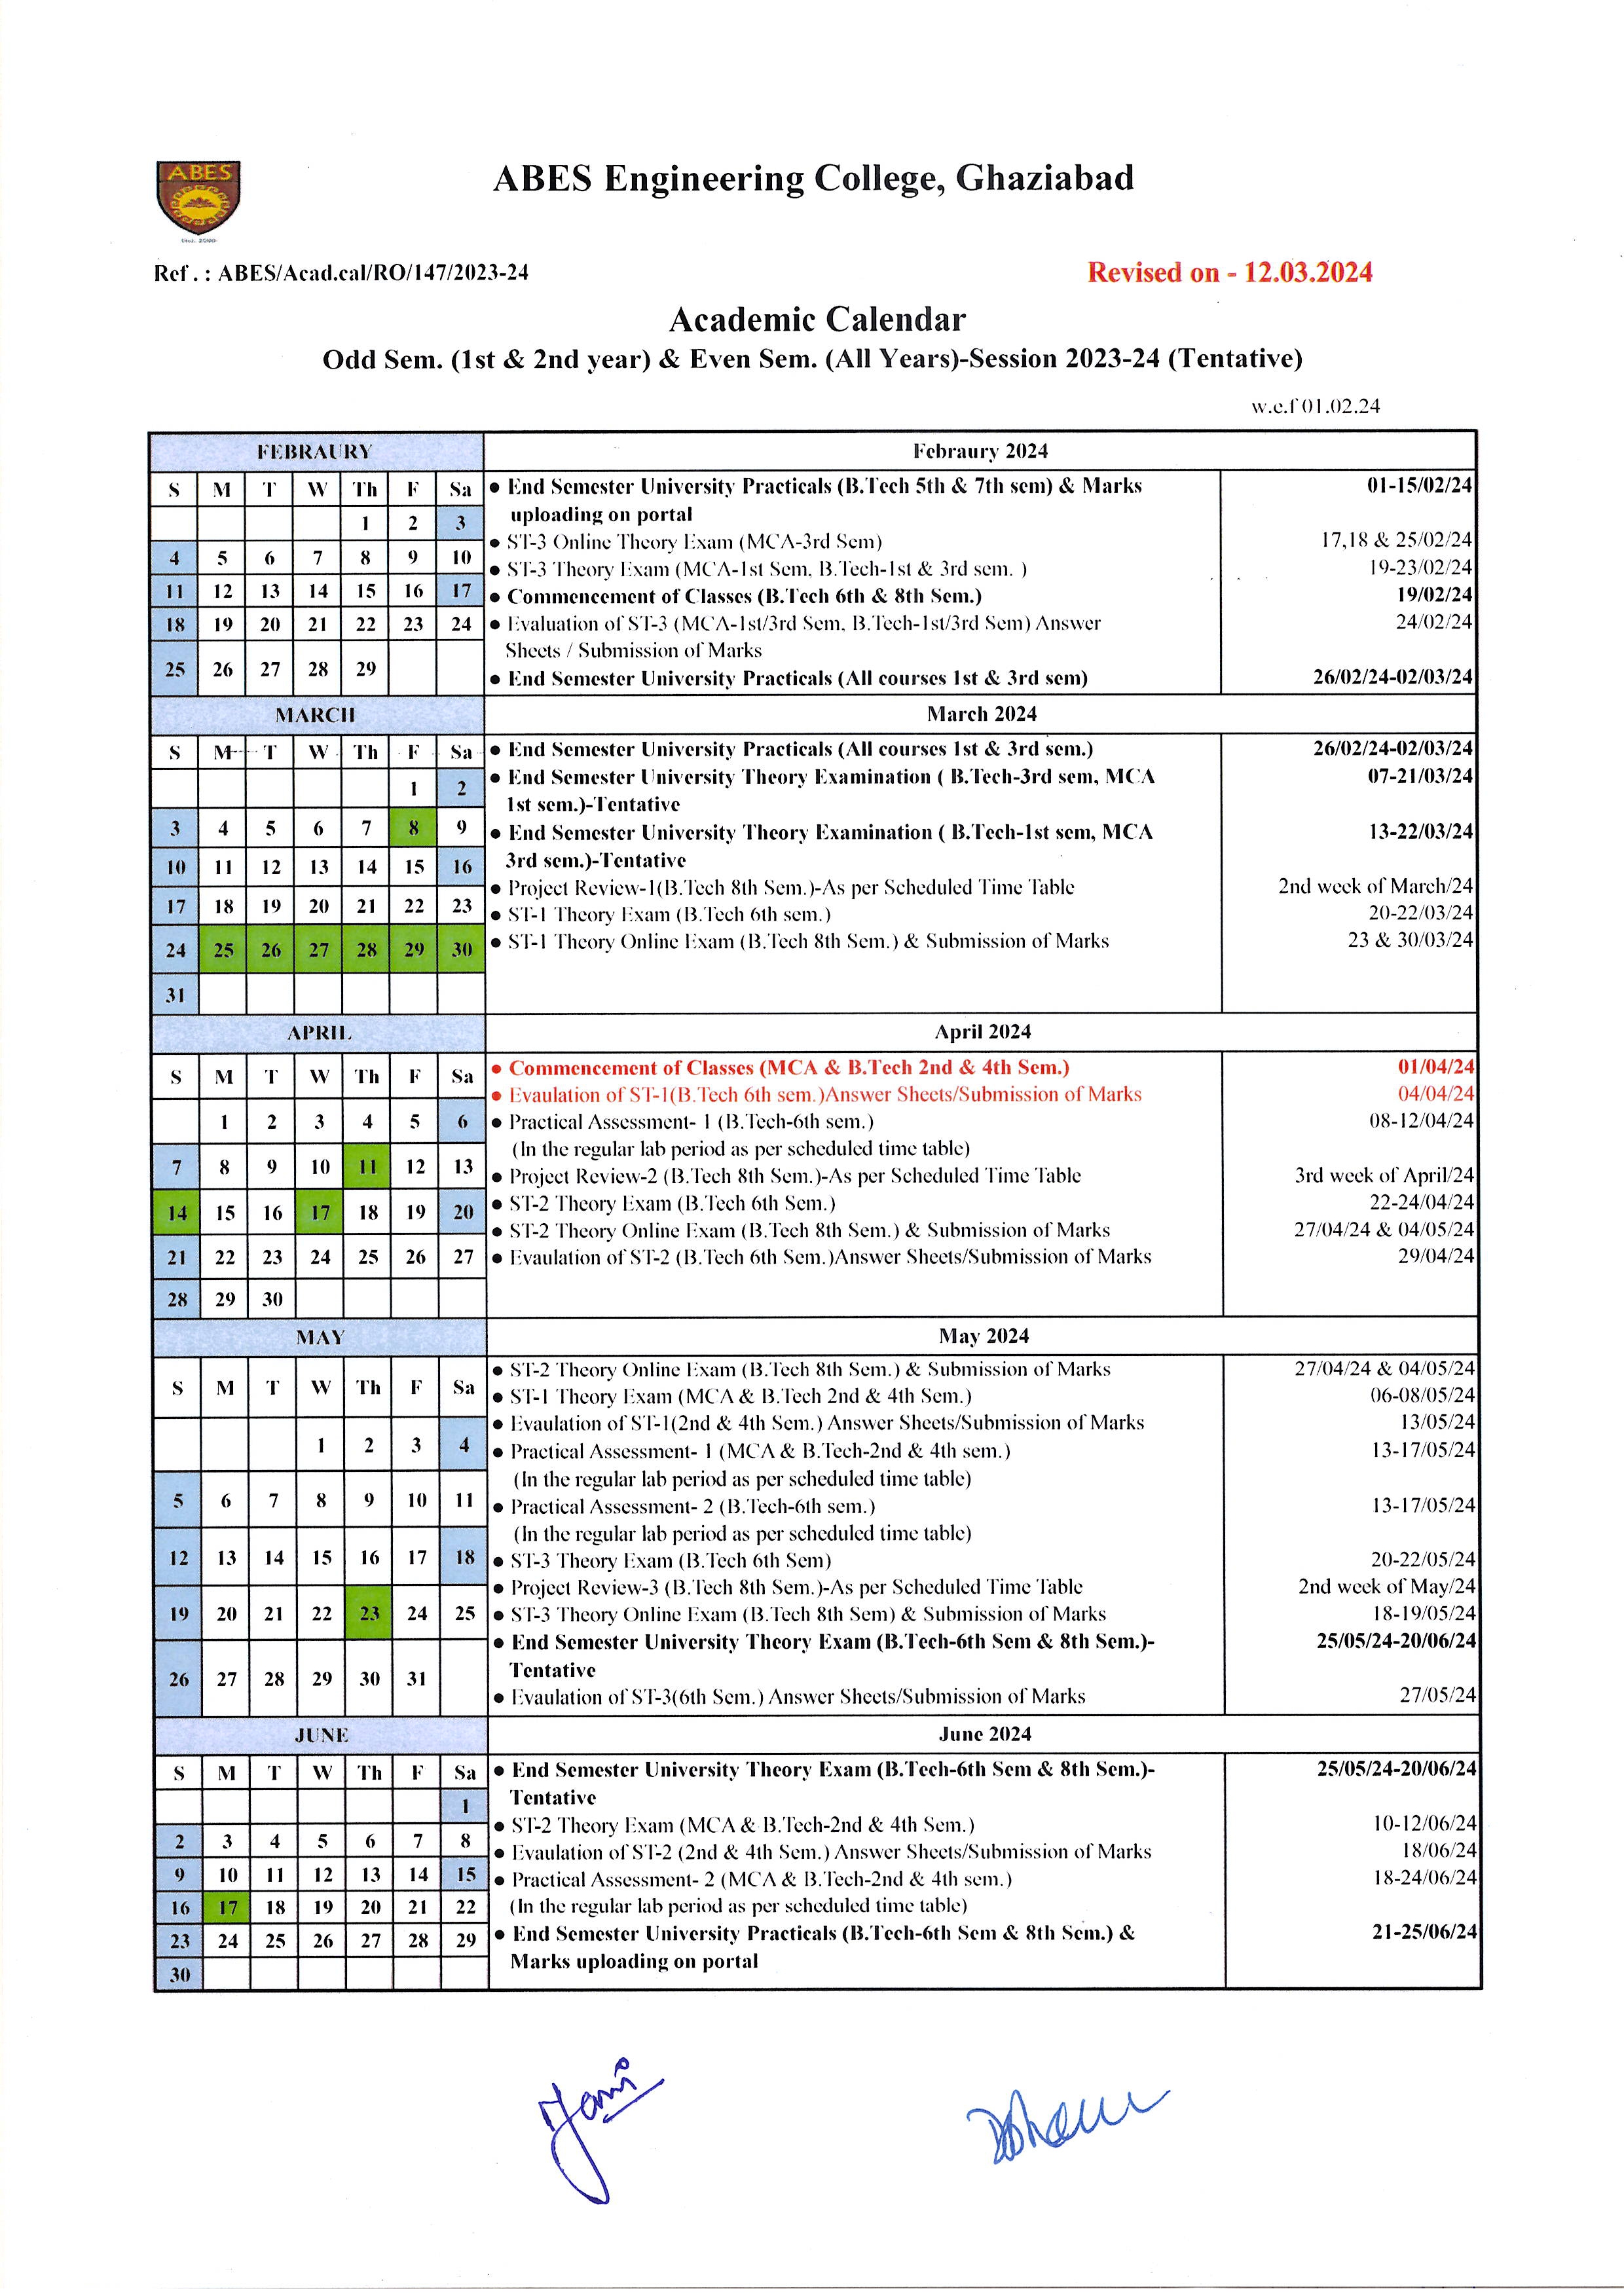 ABES
Estd. 2000
ABES Engineering College, Ghaziabad
Ref . : ABES/Acad.cal/RO/147/2023-24
Revised on - 12.03.2024
Academic Calendar
Odd Sem. (1st & 2nd year) & Even Sem. (All Years)-Session 2023-24 (Tentative)
w.e.f 01.02.24
FEBRAURY
S M T W Th F Sa
1 2 3
4 5 6 7 8 9 10
11 12 13 14 15 16 17
18 19 20 21 22 23 24
25 26 27 28 29
Febraury 2024
● End Semester University Practicals (B.Tech 5th & 7th sem) & Marks 01-15/02/24
uploading on portal
● ST-3 Online Theory Exam (MCA-3rd Sem) 17,18 & 25/02/24
● ST-3 Theory Exam (MCA-1st Sem, B.Tech-1st & 3rd sem. ) 19-23/02/24
● Commencement of Classes (B.Tech 6th & 8th Sem.) 19/02/24
● Evaluation of ST-3 (MCA-1st/3rd Sem, B.Tech-1st/3rd Sem) Answer 24/02/24
Sheets / Submission of Marks
● End Semester University Practicals (All courses 1st & 3rd sem) 26/02/24-02/03/24
MARCH
S M T W Th F Sa
1 2
3 4 5 6 7 8 9
10 11 12 13 14 15 16
17 18 19 20 21 22 23
24 25 26 27 28 29 30
31
March 2024
● End Semester University Practicals (All courses 1st & 3rd sem.) 26/02/24-02/03/24
● End Semester University Theory Examination ( B.Tech-3rd sem, MCA 07-21/03/24
1st sem.)-Tentative
● End Semester University Theory Examination ( B.Tech-1st sem, MCA 13-22/03/24
3rd sem.)-Tentative
● Project Review-1(B.Tech 8th Sem.)-As per Scheduled Time Table 2nd week of March/24
● ST-1 Theory Exam (B.Tech 6th sem.) 20-22/03/24
● ST-1 Theory Online Exam (B.Tech 8th Sem.) & Submission of Marks 23 & 30/03/24
APRIL
S M T W Th F Sa
1 2 3 4 5 6
7 8 9 10 11 12 13
14 15 16 17 18 19 20
21 22 23 24 25 26 27
28 29 30
April 2024
● Commencement of Classes (MCA & B.Tech 2nd & 4th Sem.) 01/04/24
● Evaulation of ST-1(B.Tech 6th sem.)Answer Sheets/Submission of Marks 04/04/24
● Practical Assessment- 1 (B.Tech-6th sem.) 08-12/04/24
(In the regular lab period as per scheduled time table)
● Project Review-2 (B.Tech 8th Sem.)-As per Scheduled Time Table 3rd week of April/24
● ST-2 Theory Exam (B.Tech 6th Sem.) 22-24/04/24
● ST-2 Theory Online Exam (B.Tech 8th Sem.) & Submission of Marks 27/04/24 & 04/05/24
● Evaulation of ST-2 (B.Tech 6th Sem.)Answer Sheets/Submission of Marks 29/04/24
MAY
S M T W Th F Sa
1 2 3 4
5 6 7 8 9 10 11
12 13 14 15 16 17 18
19 20 21 22 23 24 25
26 27 28 29 30 31
May 2024
● ST-2 Theory Online Exam (B.Tech 8th Sem.) & Submission of Marks 27/04/24 & 04/05/24
● ST-1 Theory Exam (MCA & B.Tech 2nd & 4th Sem.) 06-08/05/24
● Evaulation of ST-1(2nd & 4th Sem.) Answer Sheets/Submission of Marks 13/05/24
● Practical Assessment- 1 (MCA & B.Tech-2nd & 4th sem.) 13-17/05/24
(In the regular lab period as per scheduled time table)
● Practical Assessment- 2 (B.Tech-6th sem.) 13-17/05/24
(In the regular lab period as per scheduled time table)
● ST-3 Theory Exam (B.Tech 6th Sem) 20-22/05/24
● Project Review-3 (B.Tech 8th Sem.)-As per Scheduled Time Table 2nd week of May/24
● ST-3 Theory Online Exam (B.Tech 8th Sem) & Submission of Marks 18-19/05/24
● End Semester University Theory Exam (B.Tech-6th Sem & 8th Sem.)- 25/05/24-20/06/24
Tentative
● Evaulation of ST-3(6th Sem.) Answer Sheets/Submission of Marks 27/05/24
JUNE
S M T W Th F Sa
1
2 3 4 5 6 7 8
9 10 11 12 13 14 15
16 17 18 19 20 21 22
23 24 25 26 27 28 29
30
June 2024
● End Semester University Theory Exam (B.Tech-6th Sem & 8th Sem.)- 25/05/24-20/06/24
Tentative
● ST-2 Theory Exam (MCA & B.Tech-2nd & 4th Sem.) 10-12/06/24
● Evaulation of ST-2 (2nd & 4th Sem.) Answer Sheets/Submission of Marks 18/06/24
● Practical Assessment- 2 (MCA & B.Tech-2nd & 4th sem.) 18-24/06/24
(In the regular lab period as per scheduled time table)
● End Semester University Practicals (B.Tech-6th Sem & 8th Sem.) & 21-25/06/24
Marks uploading on portal